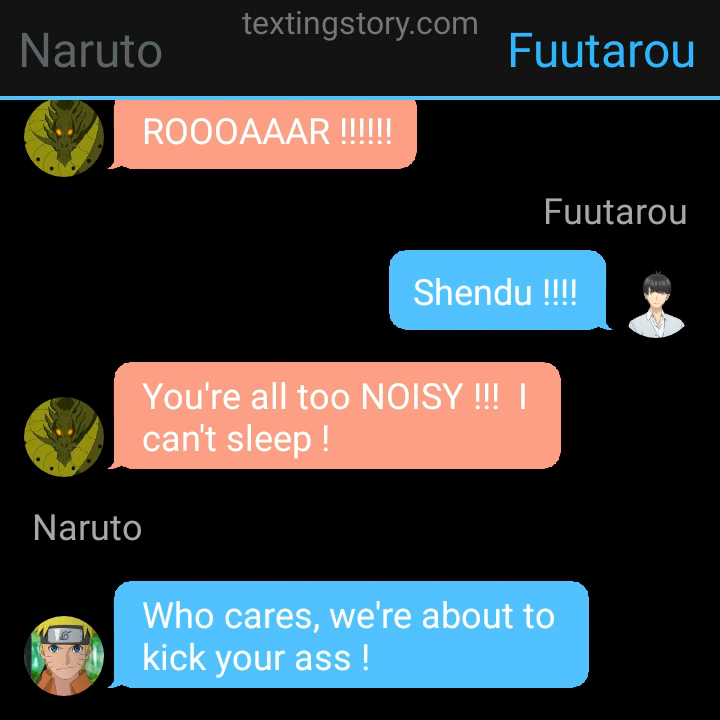 textingstory.com
Naruto
Fuutarou
ROOOAAAR !!!!!!
Fuutarou
Shendu !!!!
You're all too NOISY !!!  I
can't sleep !
Naruto
Who cares, we're about to
kick your ass !